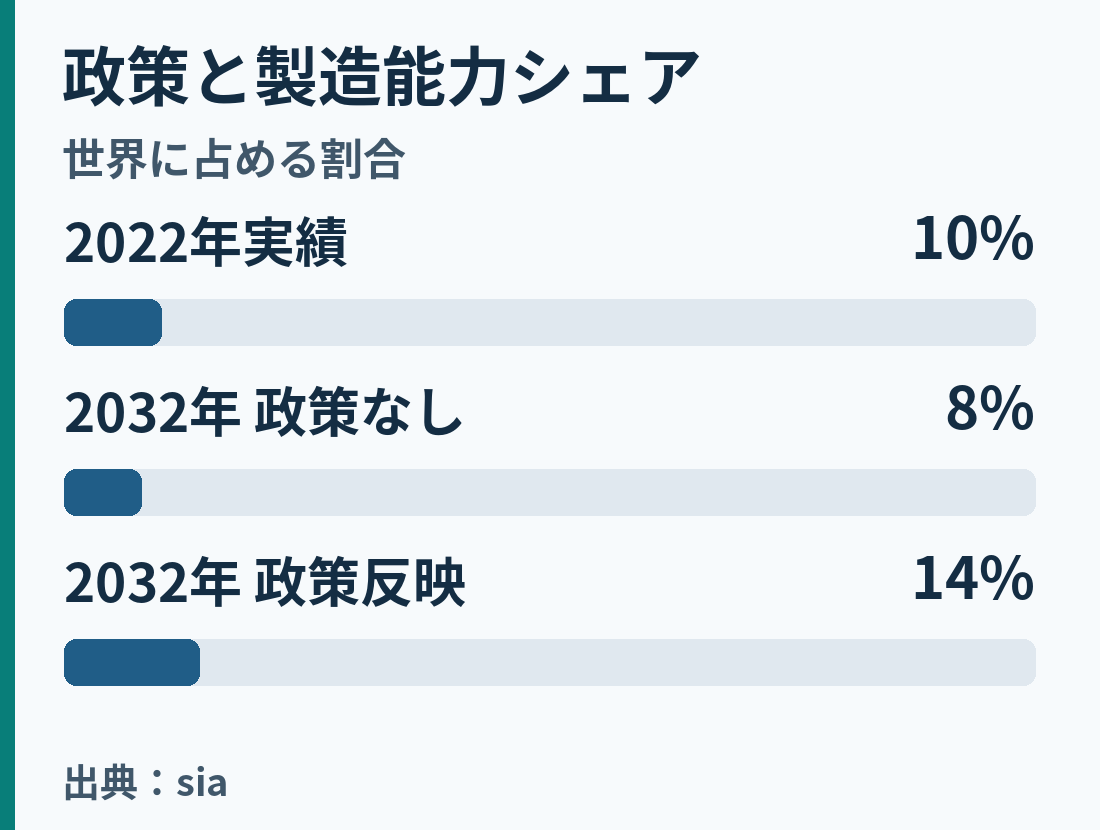 政策と製造能力シェア
世界に占める割合
2022年実績 10%
2032年 政策なし 8%
2032年 政策反映 14%
出典：sia